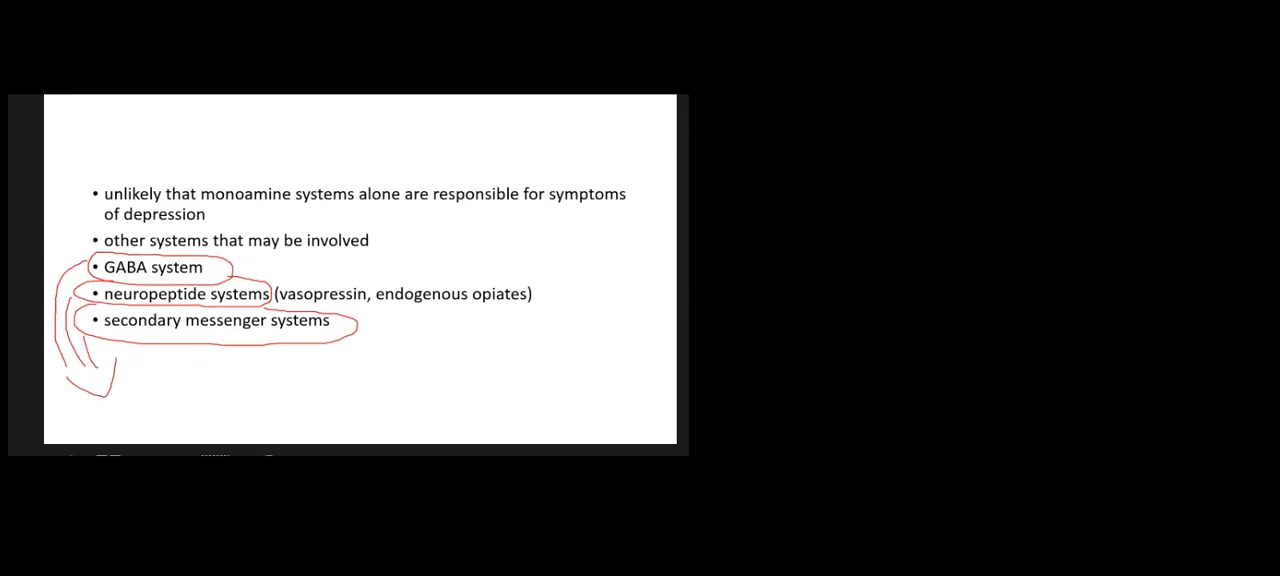 • unlikely that monoamine systems alone are responsible for symptoms
of depression
• other systems that may be involved
• GABA system
• neuropeptide systems (vasopressin, endogenous opiates)
• secondary messenger systems